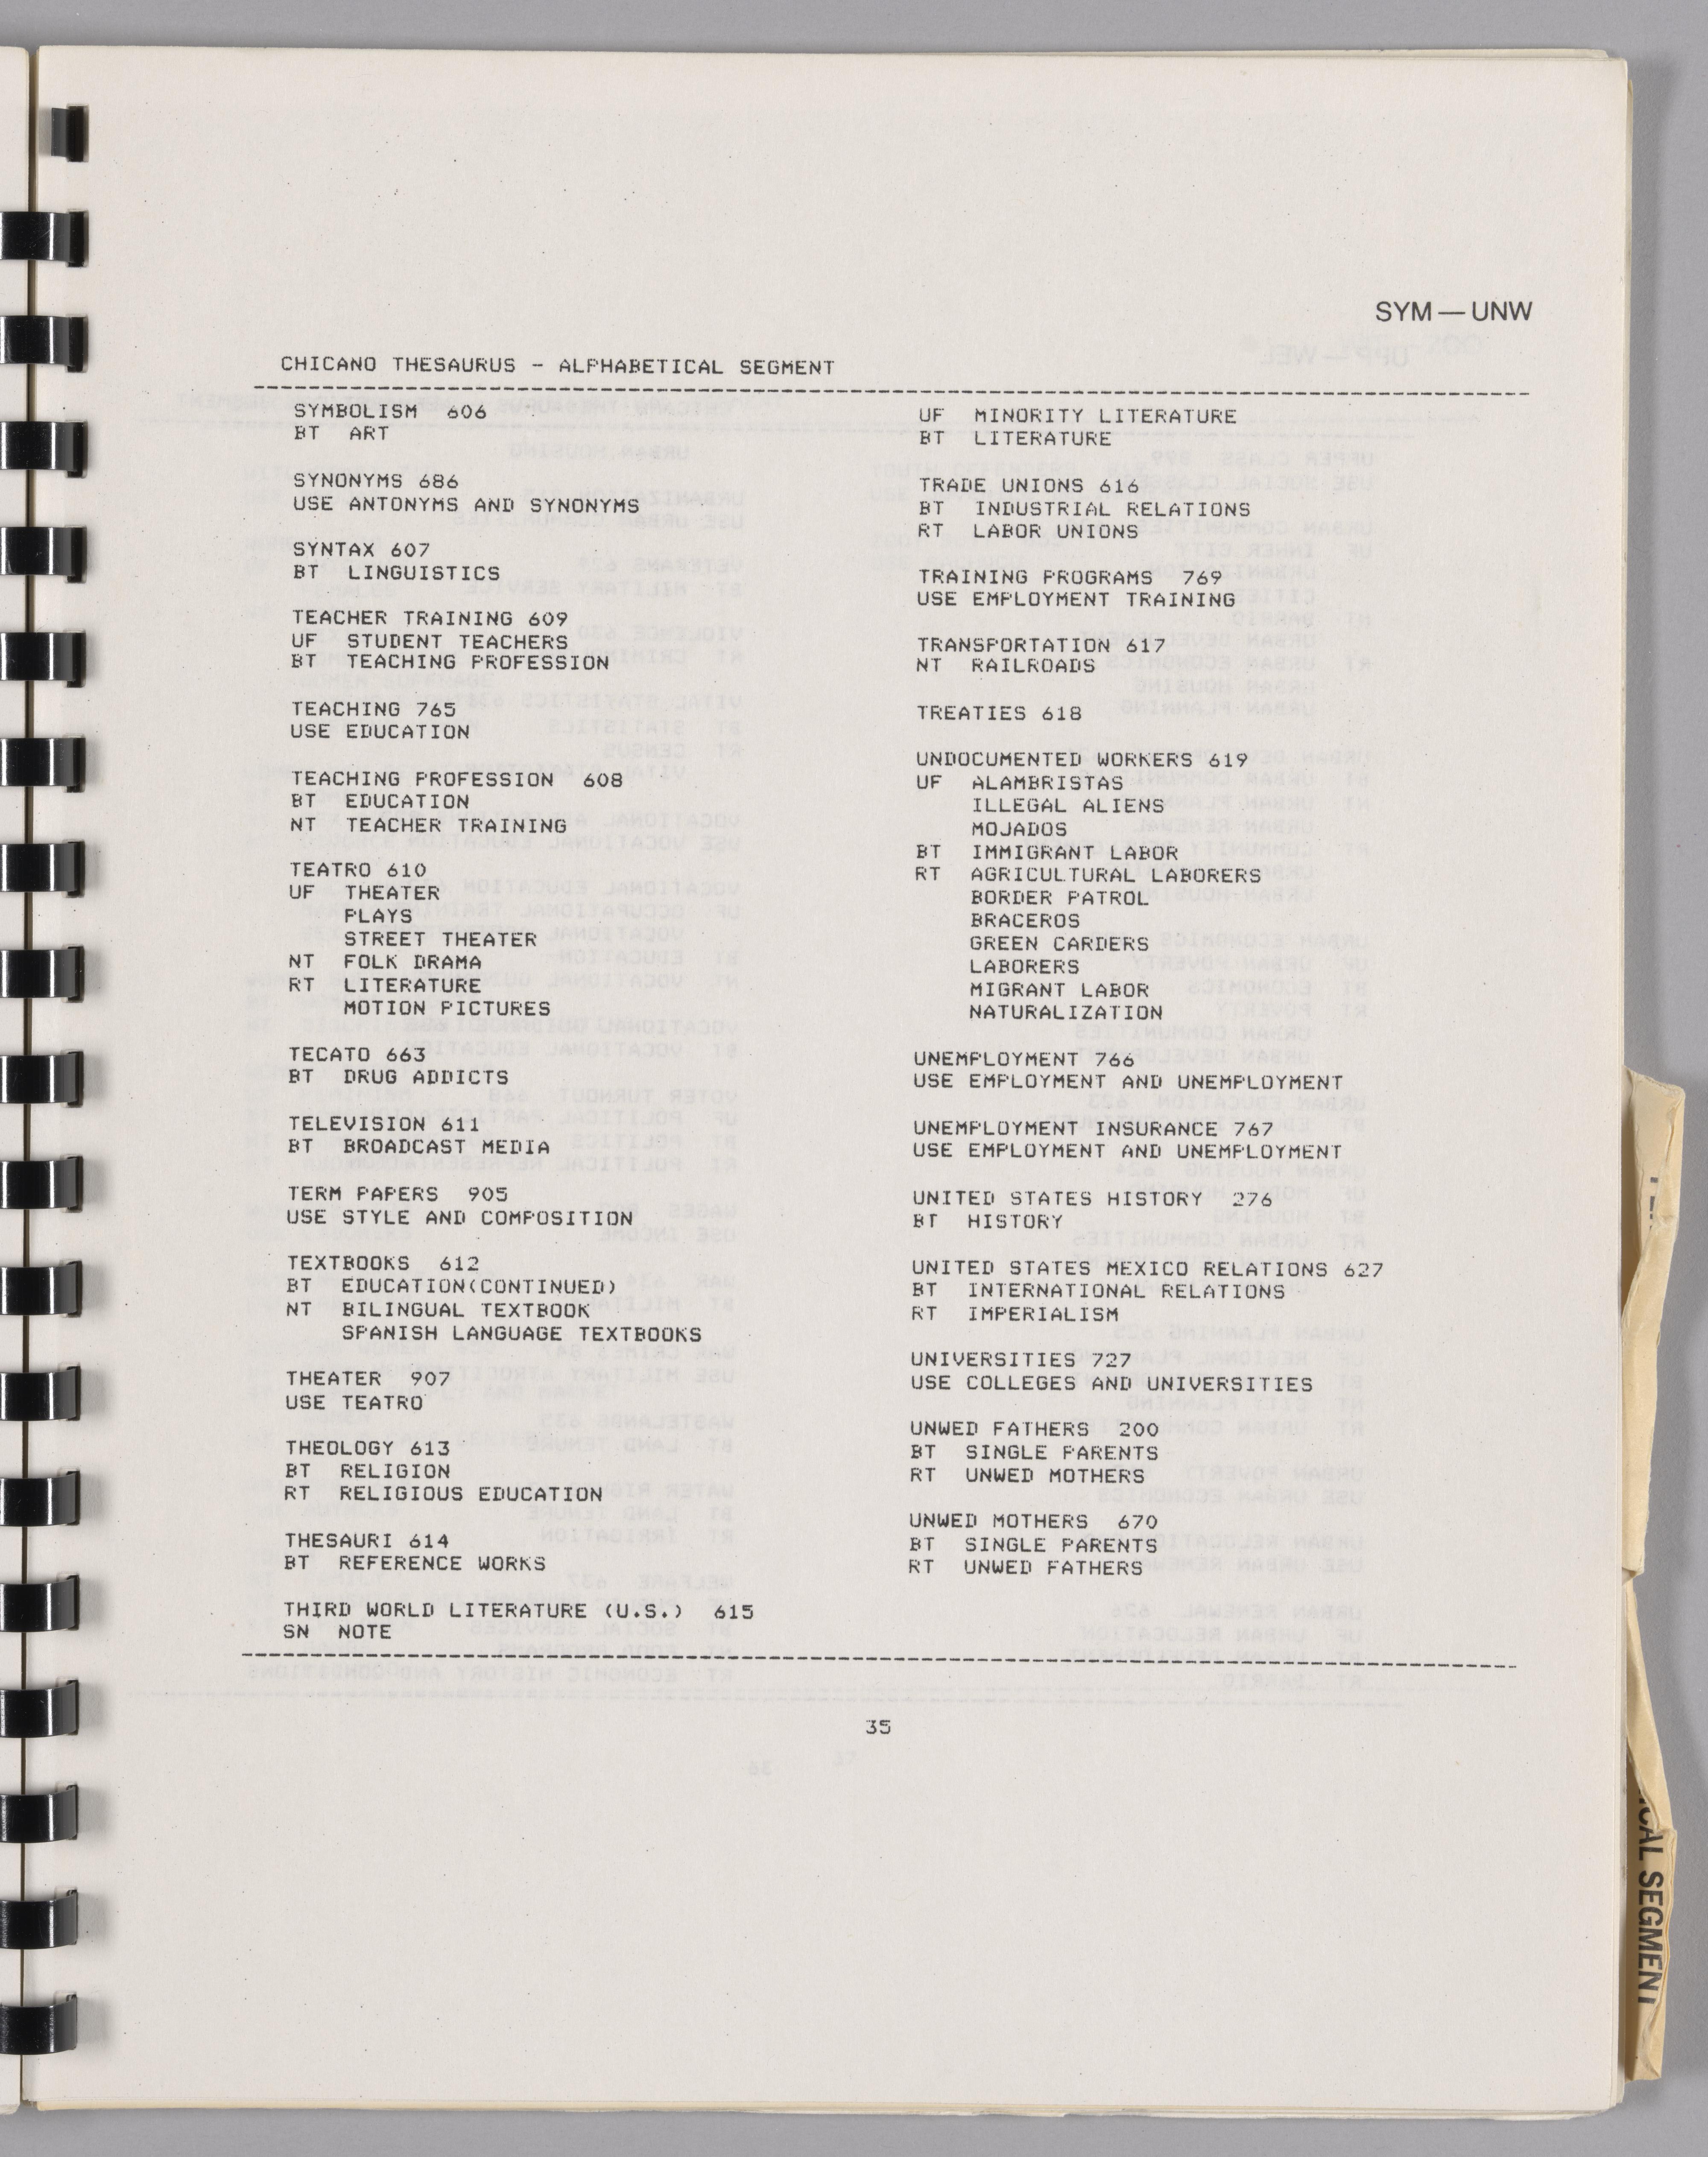 SYM — UNW
CHICANO THESAURUS - ALPHABETICAL SEGMENT
SYMBOLISM 606
BT ART
SYNONYMS 686
USE ANTONYMS AND SYNONYMS
SYNTAX 607
BT LINGUISTICS
TEACHER TRAINING 609
UF STUDENT TEACHERS
BT TEACHING PROFESSION
TEACHING 765
USE EDUCATION
TEACHING PROFESSION 608
BT EDUCATION
NT TEACHER TRAINING
TEATRO 610
UF THEATER
PLAYS
STREET THEATER
NT FOLK DRAMA
RT LITERATURE
MOTION PICTURES
TECATO 663
BT DRUG ADDICTS
TELEVISION 611
BT BROADCAST MEDIA
TERM PAPERS 905
USE STYLE AND COMPOSITION
TEXTBOOKS 612
BT EDUCATION(CONTINUED)
NT BILINGUAL TEXTBOOK
SPANISH LANGUAGE TEXTBOOKS
THEATER 907
USE TEATRO
THEOLOGY 613
BT RELIGION
RT RELIGIOUS EDUCATION
THESAURI 614
BT REFERENCE WORKS
THIRD WORLD LITERATURE (U.S.) 615
SN NOTE
UF MINORITY LITERATURE
BT LITERATURE
TRADE UNIONS 616
BT INDUSTRIAL RELATIONS
RT LABOR UNIONS
TRAINING PROGRAMS 769
USE EMPLOYMENT TRAINING
TRANSPORTATION 617
NT RAILROADS
TREATIES 618
UNDOCUMENTED WORKERS 619
UF ALAMBRISTAS
ILLEGAL ALIENS
MOJADOS
BT IMMIGRANT LABOR
RT AGRICULTURAL LABORERS
BORDER PATROL
BRACEROS
GREEN CARDERS
LABORERS
MIGRANT LABOR
NATURALIZATION
UNEMPLOYMENT 766
USE EMPLOYMENT AND UNEMPLOYMENT
UNEMPLOYMENT INSURANCE 767
USE EMPLOYMENT AND UNEMPLOYMENT
UNITED STATES HISTORY 276
BT HISTORY
UNITED STATES MEXICO RELATIONS 627
BT INTERNATIONAL RELATIONS
RT IMPERIALISM
UNIVERSITIES 727
USE COLLEGES AND UNIVERSITIES
UNWED FATHERS 200
BT SINGLE PARENTS
RT UNWED MOTHERS
UNWED MOTHERS 670
BT SINGLE PARENTS
RT UNWED FATHERS
35
SEGMENT